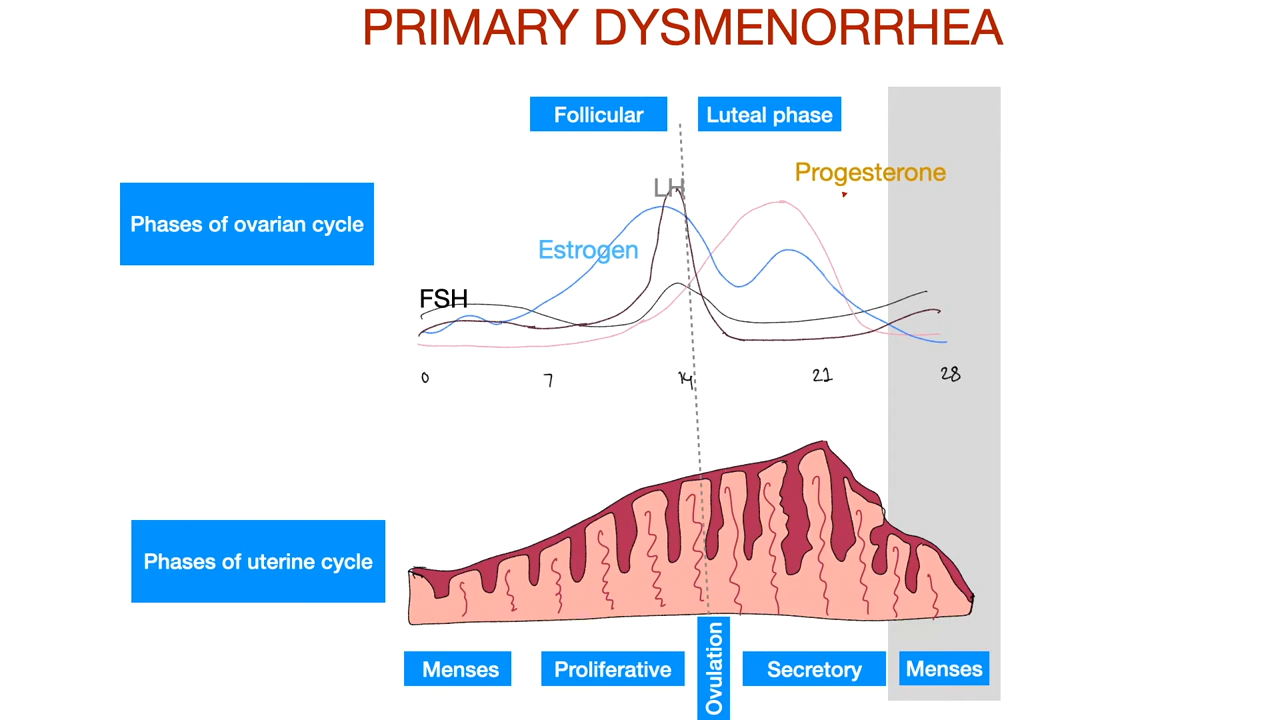 PRIMARY DYSMENORRHEA
Follicular
Luteal phase
Progesterone
LH
Phases of ovarian cycle
Estrogen
FSH
0 7 14 21 28
Phases of uterine cycle
Ovulation
Menses
Proliferative
Secretory
Menses